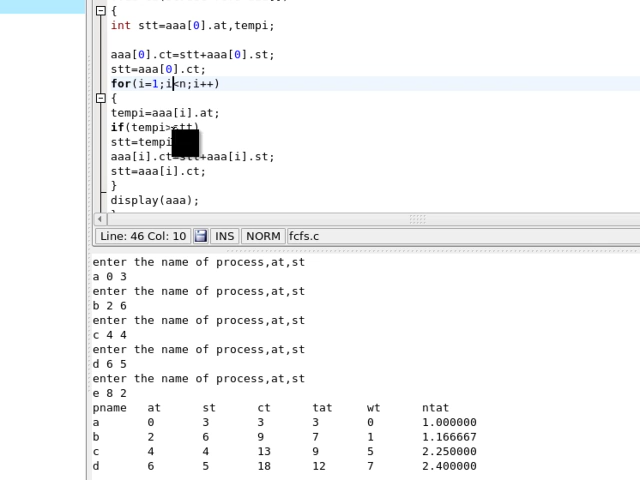 {
int stt=aaa[0].at,tempi;
aaa[0].ct=stt+aaa[0].st;
stt=aaa[0].ct;
for(i=1;i<n;i++)
{
tempi=aaa[i].at;
if(tempi>stt)
stt=tempi
aaa[i].ct=stt+aaa[i].st;
stt=aaa[i].ct;
}
display(aaa);
Line: 46 Col: 10 INS NORM fcfs.c
enter the name of process,at,st
a 0 3
enter the name of process,at,st
b 2 6
enter the name of process,at,st
c 4 4
enter the name of process,at,st
d 6 5
enter the name of process,at,st
e 8 2
pname at st ct tat wt ntat
a 0 3 3 3 0 1.000000
b 2 6 9 7 1 1.166667
c 4 4 13 9 5 2.250000
d 6 5 18 12 7 2.400000